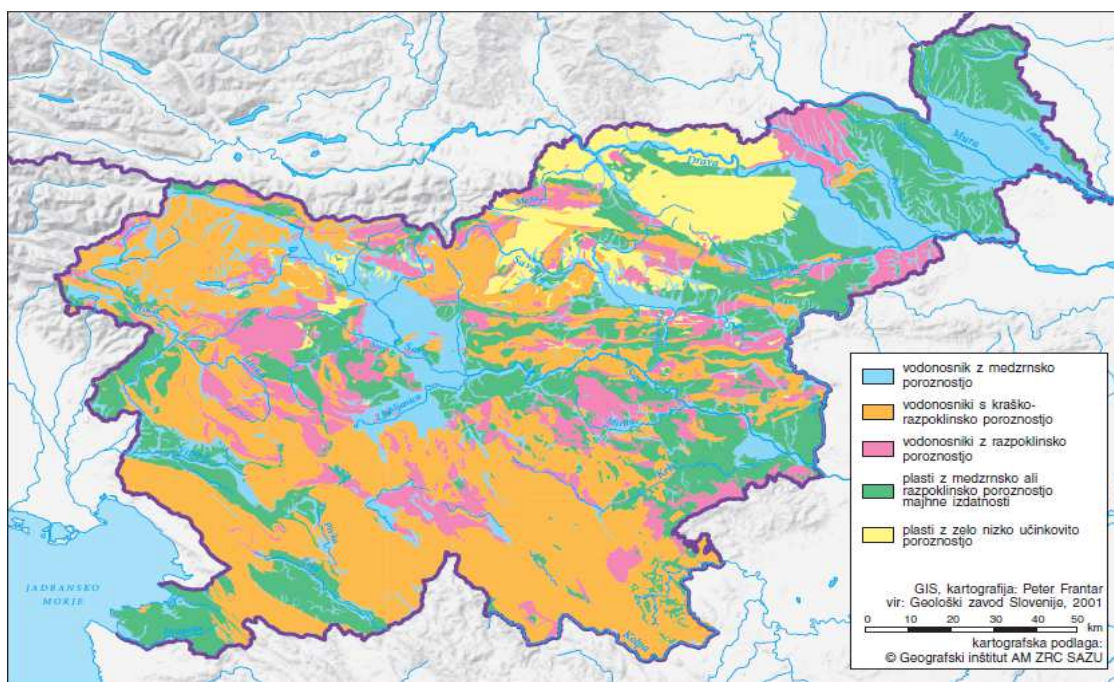 Drava
Mura
Sava
Ljubljanica
Krka
Kolpa
JADRANSKO
MORJE
vodonosnik z medzrnsko
poroznostjo
vodonosniki s kraško-
razpoklinsko poroznostjo
vodonosniki z razpoklinsko
poroznostjo
plasti z medzrnsko ali
razpoklinsko poroznostjo
majhne izdatnosti
plasti z zelo nizko učinkovito
poroznostjo
GIS, kartografija: Peter Frantar
vir: Geološki zavod Slovenije, 2001
0 10 20 30 40 50 km
kartografska podlaga:
© Geografski inštitut AM ZRC SAZU